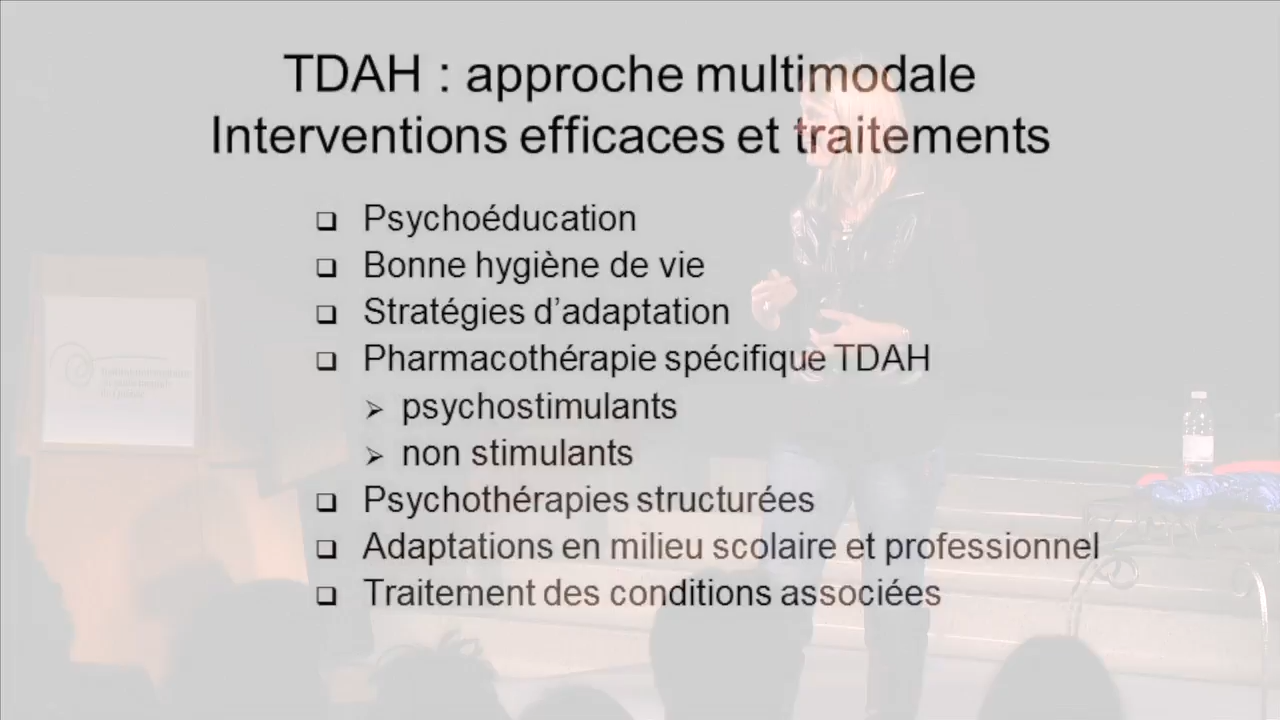 TDAH : approche multimodale
Interventions efficaces et traitements
❑ Psychoéducation
❑ Bonne hygiène de vie
❑ Stratégies d’adaptation
❑ Pharmacothérapie spécifique TDAH
➢ psychostimulants
➢ non stimulants
❑ Psychothérapies structurées
❑ Adaptations en milieu scolaire et professionnel
❑ Traitement des conditions associées